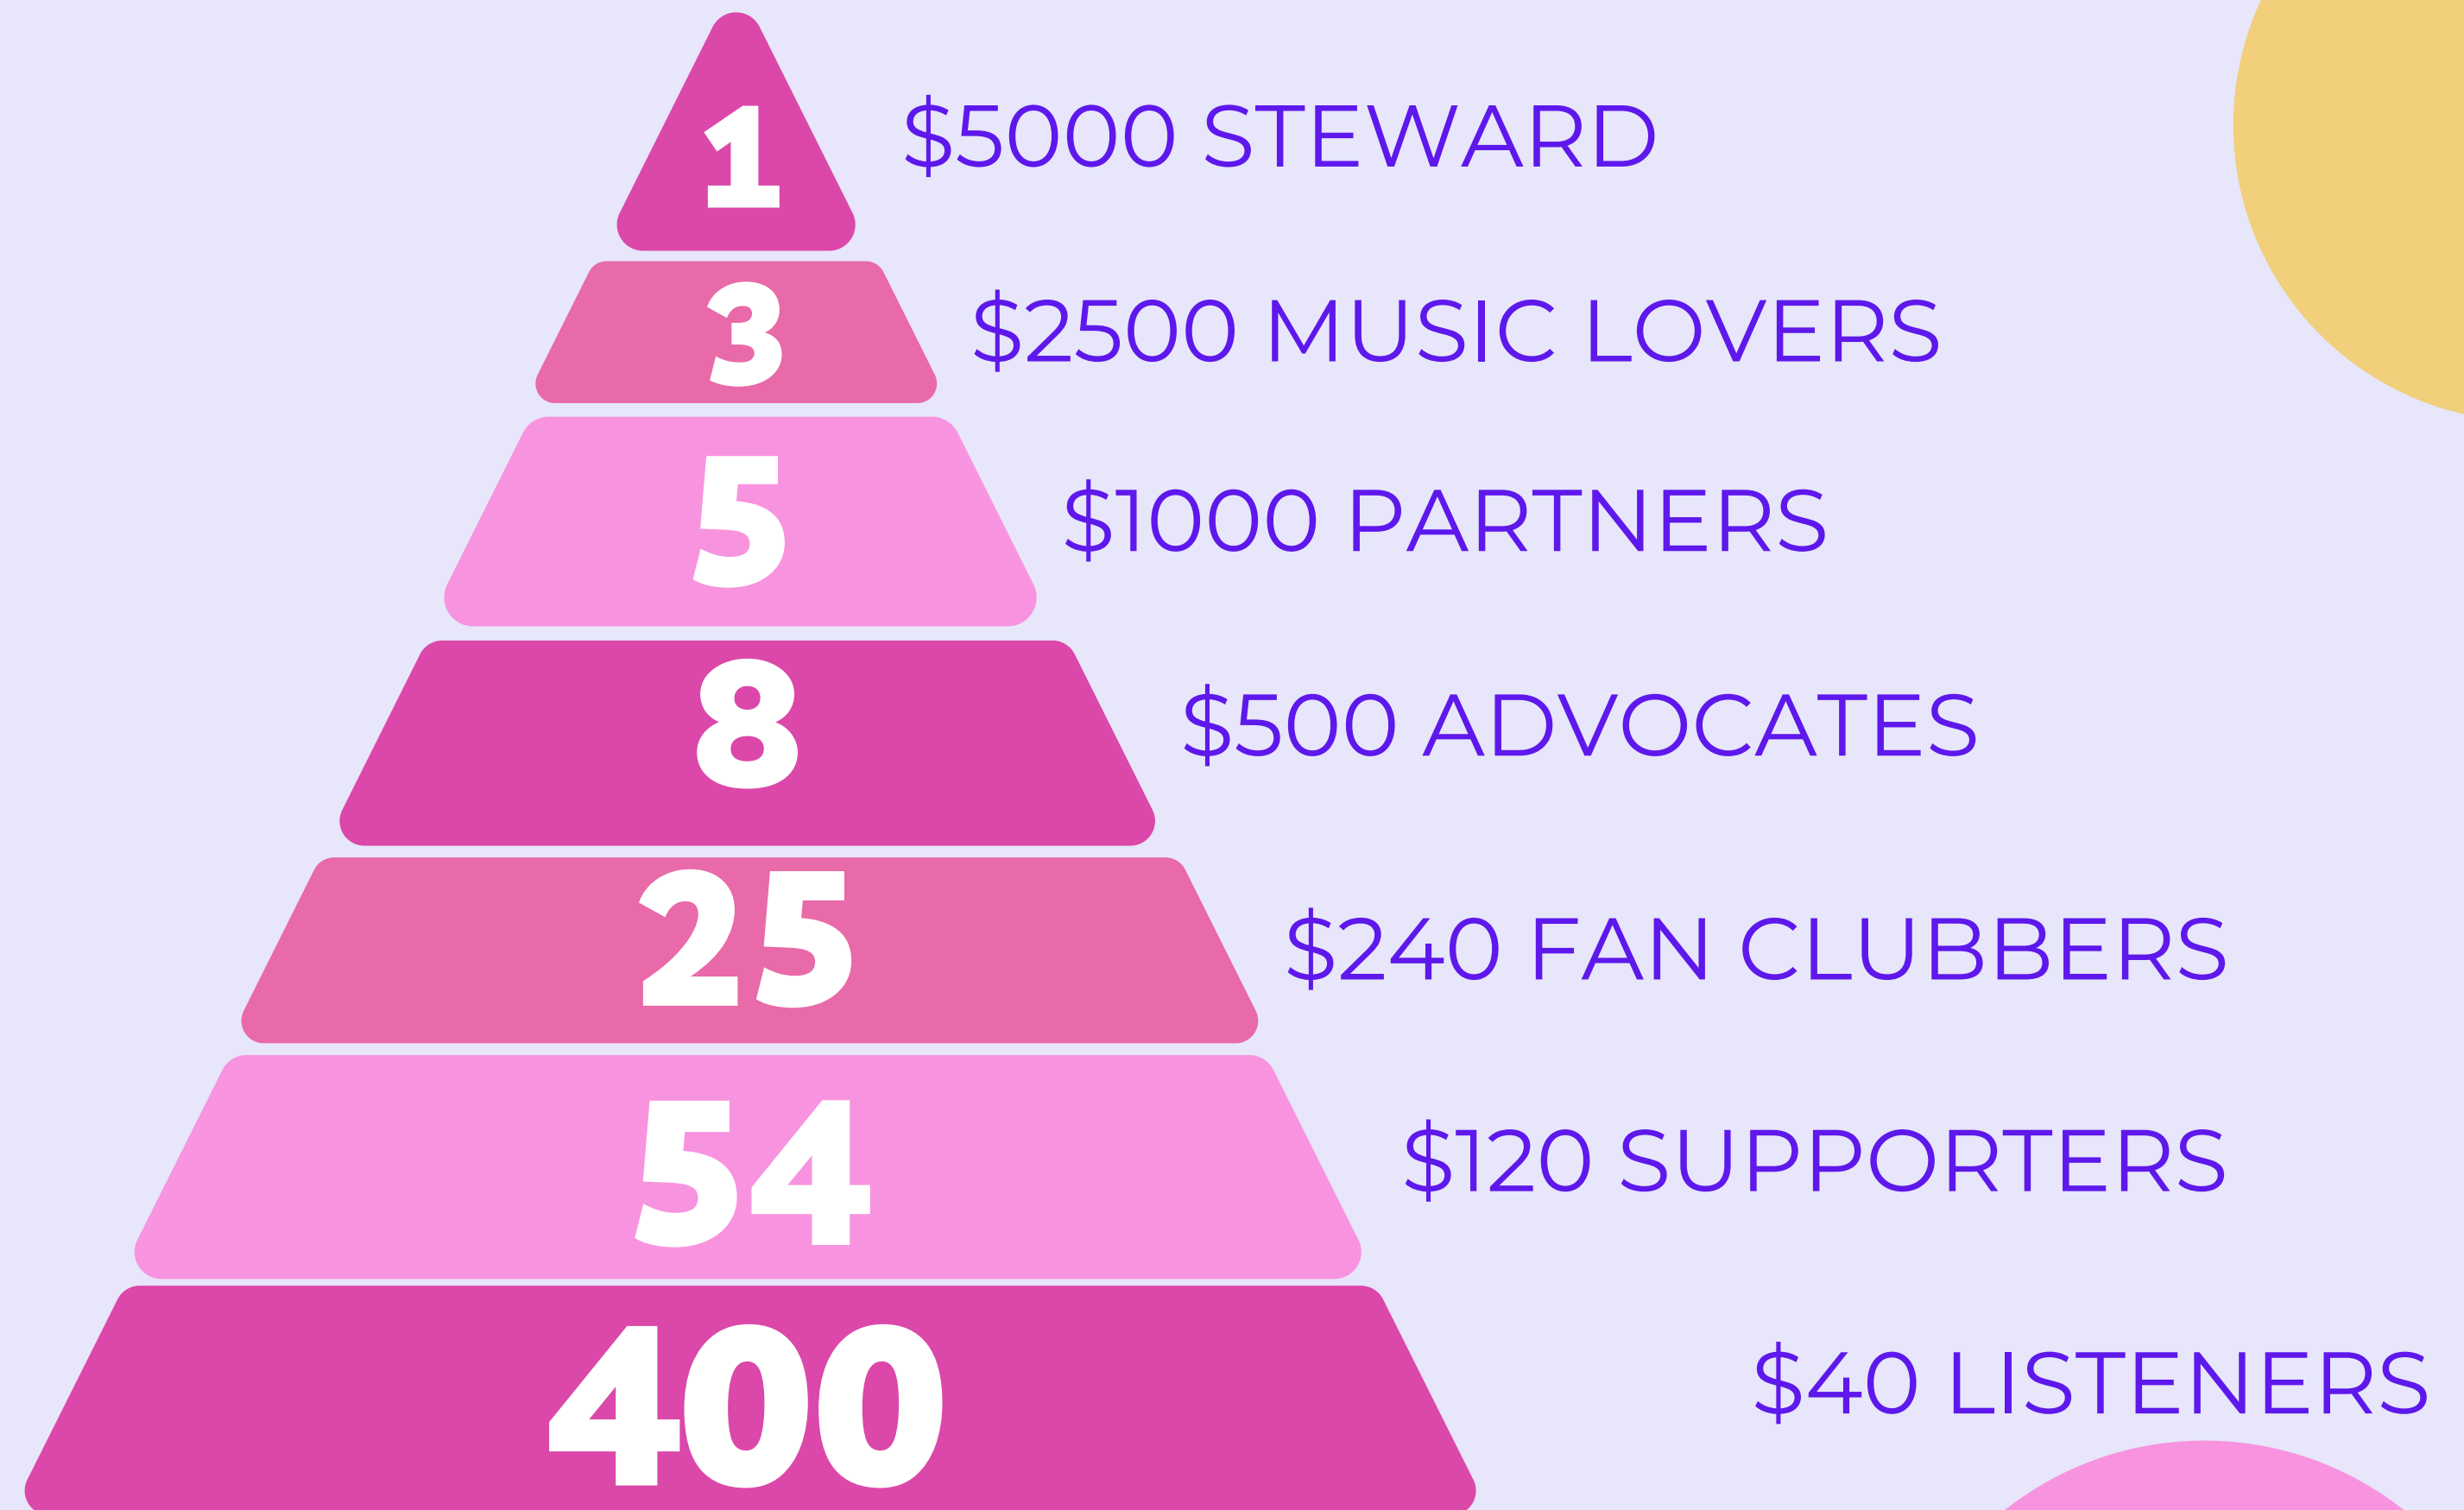 1 $5000 STEWARD
3 $2500 MUSIC LOVERS
5 $1000 PARTNERS
8 $500 ADVOCATES
25 $240 FAN CLUBBERS
54 $120 SUPPORTERS
400 $40 LISTENERS